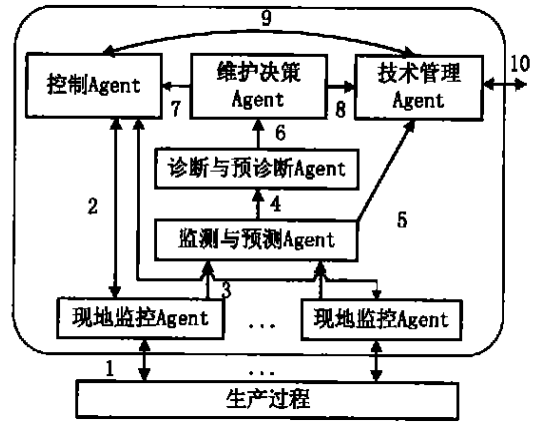 9
控制Agent
维护决策
Agent
技术管理
Agent
10
7
8
6
诊断与预诊断Agent
2
4
5
监测与预测Agent
3
现地监控Agent
...
现地监控Agent
1
...
生产过程